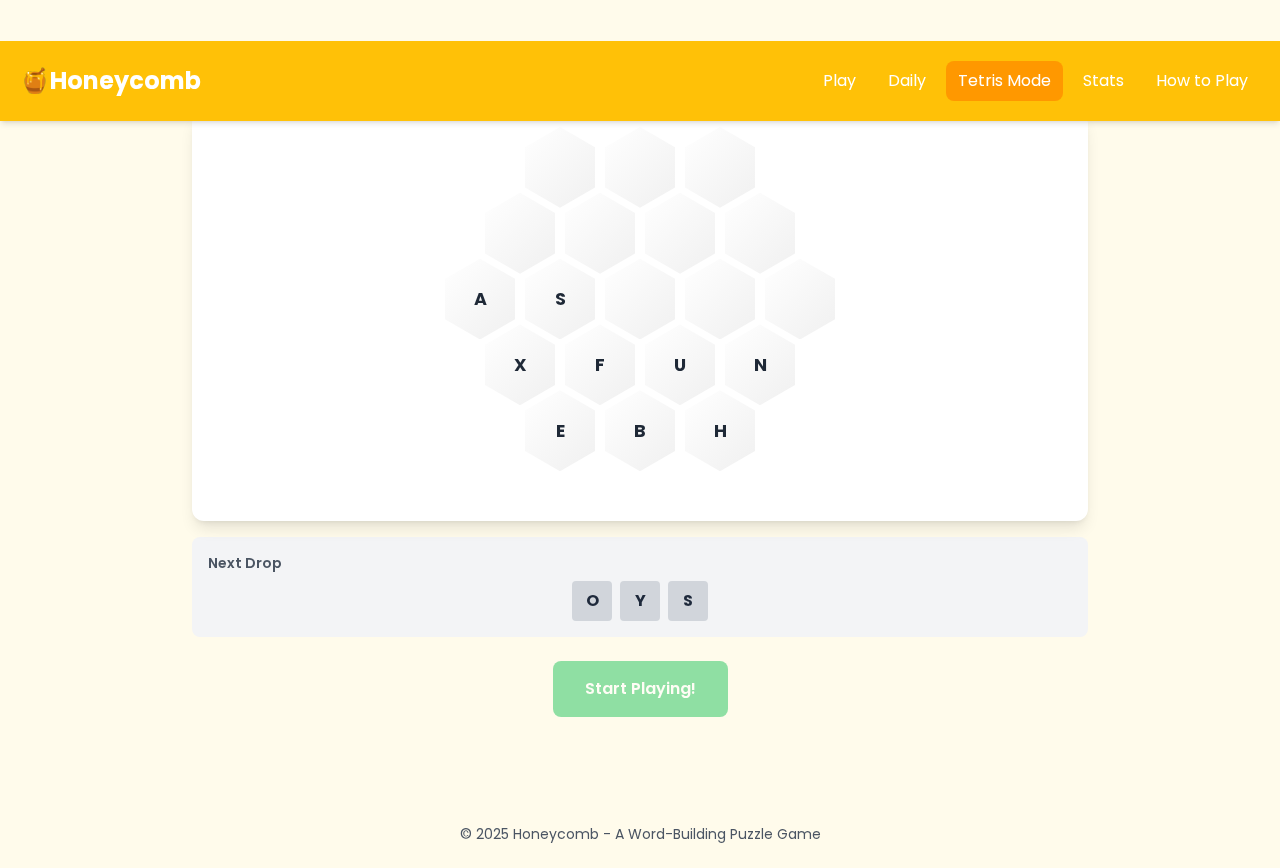 Honeycomb
Play Daily Tetris Mode Stats How to Play
A S
X F U N
E B H
Next Drop
O Y S
Start Playing!
© 2025 Honeycomb - A Word-Building Puzzle Game